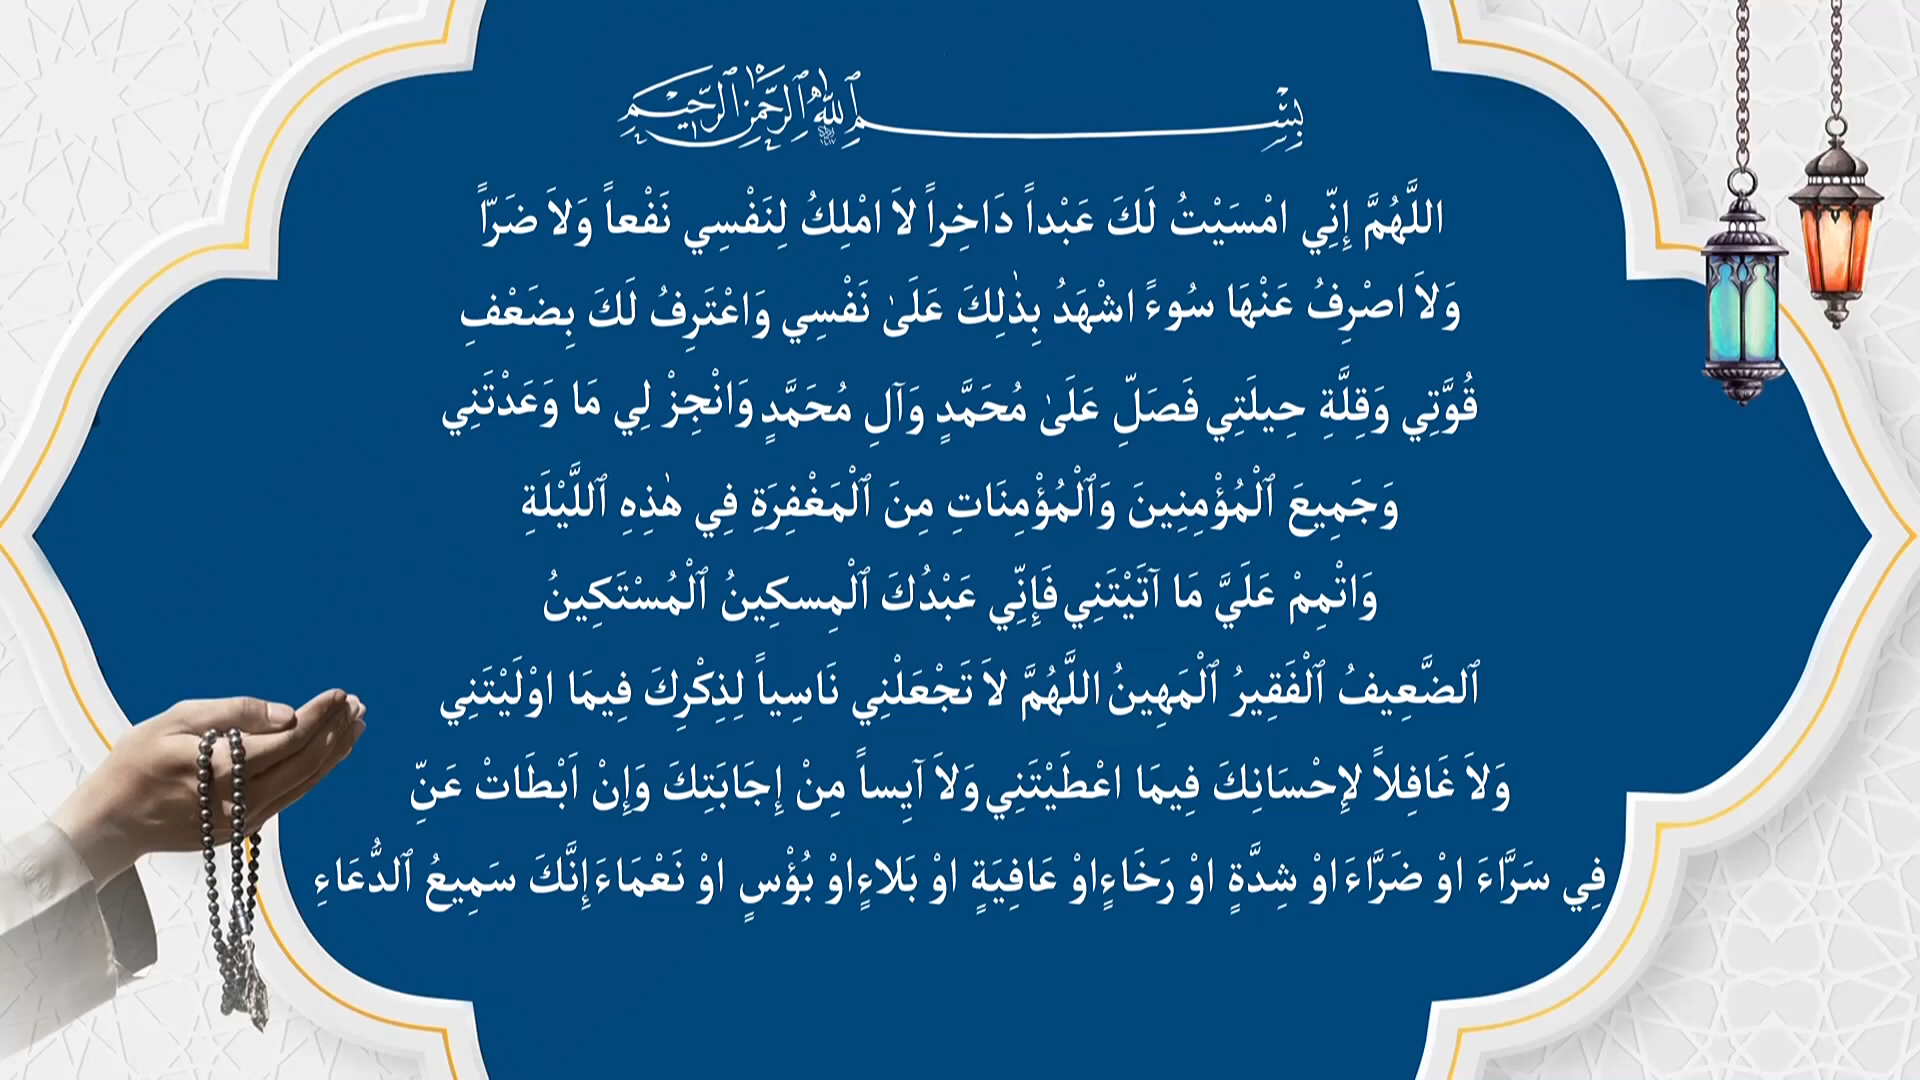 بِسْمِ ٱللَّهِ ٱلرَّحْمَٰنِ ٱلرَّحِيمِ
اللَّهُمَّ إِنِّي امْسَيْتُ لَكَ عَبْداً دَاخِراً لاَ امْلِكُ لِنَفْسِي نَفْعاً وَلاَ ضَرّاً
وَلاَ اصْرِفُ عَنْهَا سُوءً اشْهَدُ بِذٰلِكَ عَلَىٰ نَفْسِي وَاعْتَرِفُ لَكَ بِضَعْفِ
قُوَّتِي وَقِلَّةِ حِيلَتِي فَصَلِّ عَلَىٰ مُحَمَّدٍ وَآلِ مُحَمَّدٍ وَانْجِزْ لِي مَا وَعَدْتَنِي
وَجَمِيعَ ٱلْمُؤْمِنِينَ وَٱلْمُؤْمِنَاتِ مِنَ ٱلْمَغْفِرَةِ فِي هٰذِهِ ٱللَّيْلَةِ
وَاتْمِمْ عَلَيَّ مَا آتَيْتَنِي فَإِنِّي عَبْدُكَ ٱلْمِسكِينُ ٱلْمُسْتَكِينُ
ٱلضَّعِيفُ ٱلْفَقِيرُ ٱلْمَهِينُ اللَّهُمَّ لاَ تَجْعَلْنِي نَاسِياً لِذِكْرِكَ فِيمَا اوْلَيْتَنِي
وَلاَ غَافِلاً لإِحْسَانِكَ فِيمَا اعْطَيْتَنِي وَلاَ آيِساً مِنْ إِجَابَتِكَ وَإِنْ اَبْطَاتْ عَنِّ
فِي سَرَّاءَ اوْ ضَرَّاءَ اوْ شِدَّةٍ اوْ رَخَاءٍ اوْ عَافِيَةٍ اوْ بَلاءٍ اوْ بُؤْسٍ اوْ نَعْمَاءَ إِنَّكَ سَمِيعُ ٱلدُّعَاءِ